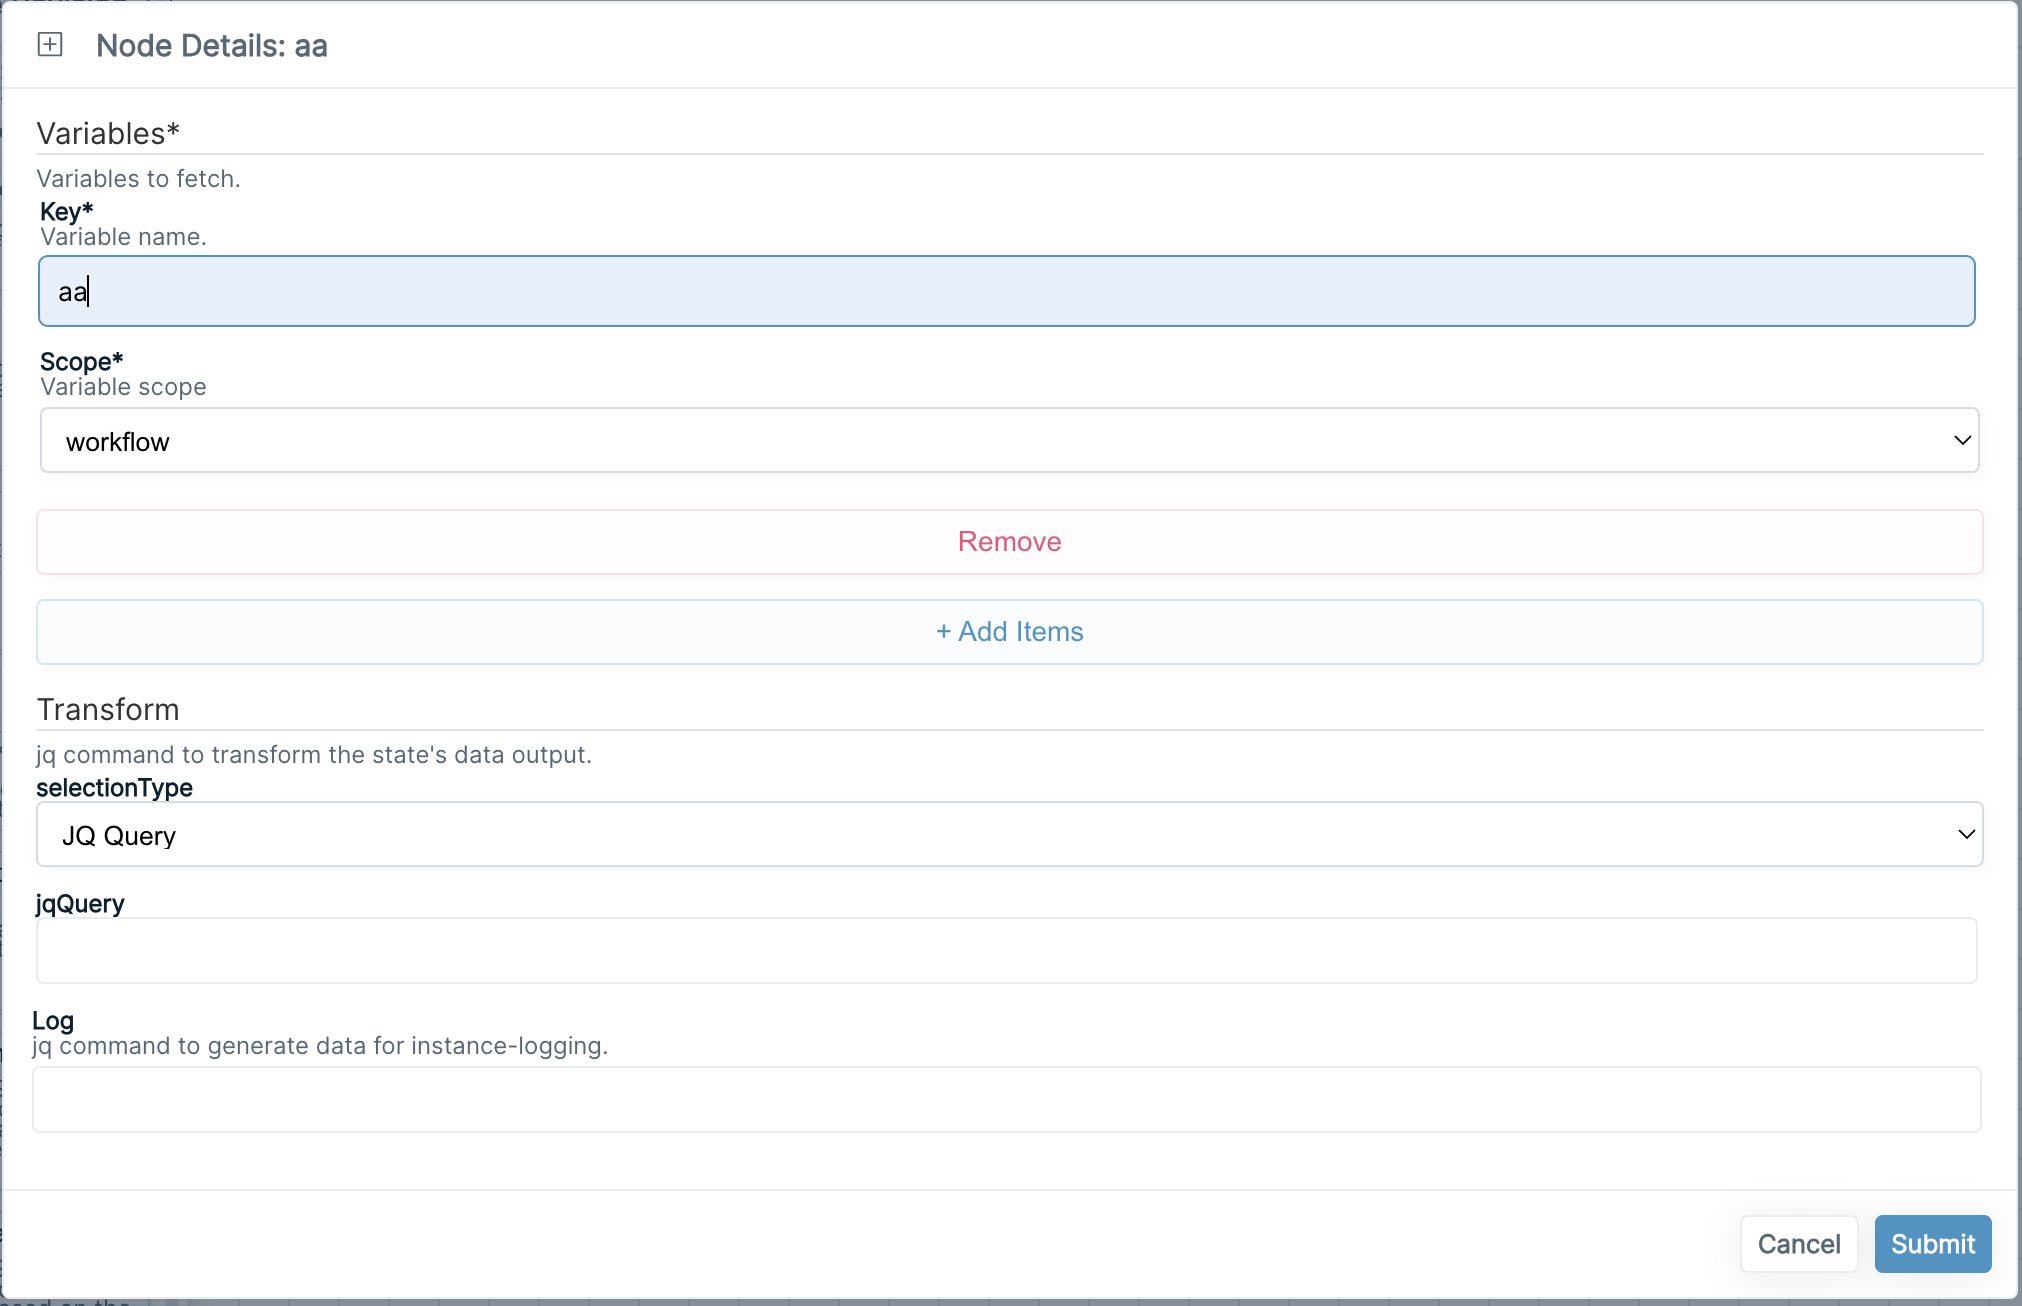 Node Details: aa
Variables*
Variables to fetch.
Key*
Variable name.
aa
Scope*
Variable scope
workflow
Remove
+ Add Items
Transform
jq command to transform the state's data output.
selectionType
JQ Query
jqQuery
Log
jq command to generate data for instance-logging.
Cancel
Submit